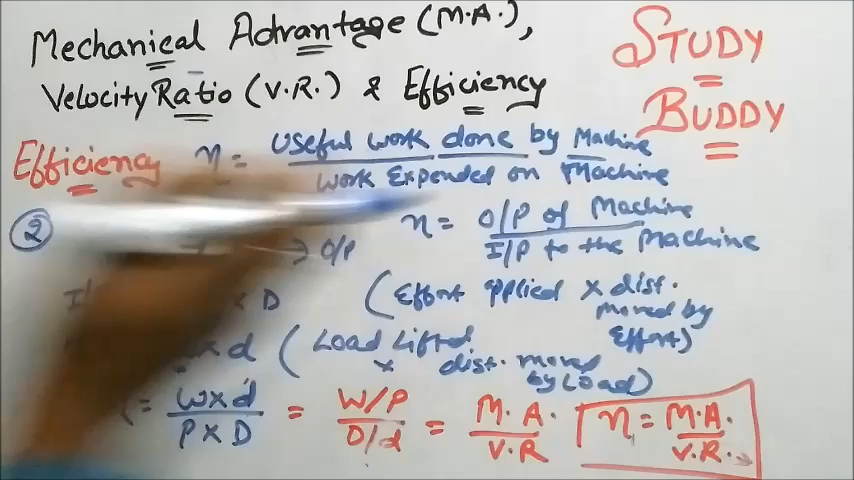 Mechanical Advantage (M.A.),
Velocity Ratio (V.R.) & Efficiency
STUDY
BUDDY
Efficiency η = Useful work done by Machine
work Expended on Machine
2
→ O/P
η = O/P of Machine
I/P to the Machine
× D (Effort applied × dist. moved by Effort)
× d (Load Lifted × dist. moved by Load)
= W×d / P×D = W/P / D/d = M.A. / V.R.
η = M.A. / V.R.